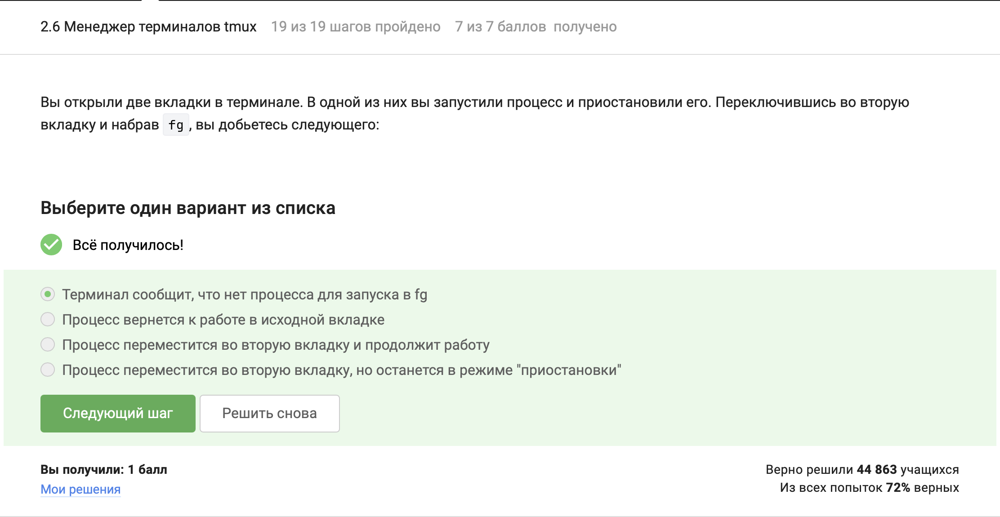 2.6 Менеджер терминалов tmux 19 из 19 шагов пройдено 7 из 7 баллов получено
Вы открыли две вкладки в терминале. В одной из них вы запустили процесс и приостановили его. Переключившись во вторую
вкладку и набрав fg, вы добьетесь следующего:
Выберите один вариант из списка
Всё получилось!
Терминал сообщит, что нет процесса для запуска в fg
Процесс вернется к работе в исходной вкладке
Процесс переместится во вторую вкладку и продолжит работу
Процесс переместится во вторую вкладку, но останется в режиме "приостановки"
Следующий шаг Решить снова
Вы получили: 1 балл
Мои решения
Верно решили 44 863 учащихся
Из всех попыток 72% верных